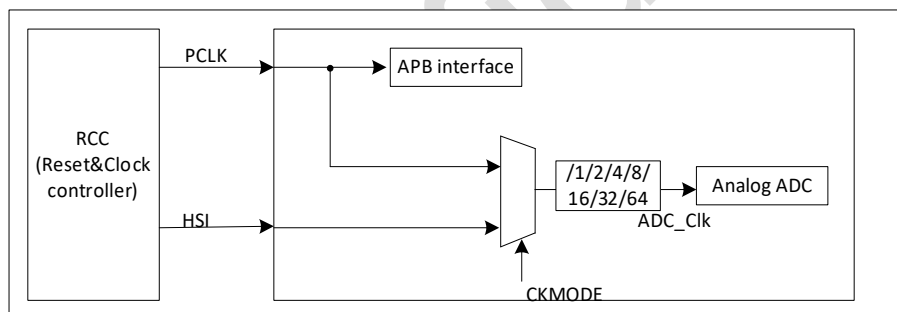 PCLK
APB interface
RCC
(Reset&Clock
controller)
/1/2/4/8/
16/32/64
Analog ADC
ADC_Clk
HSI
CKMODE